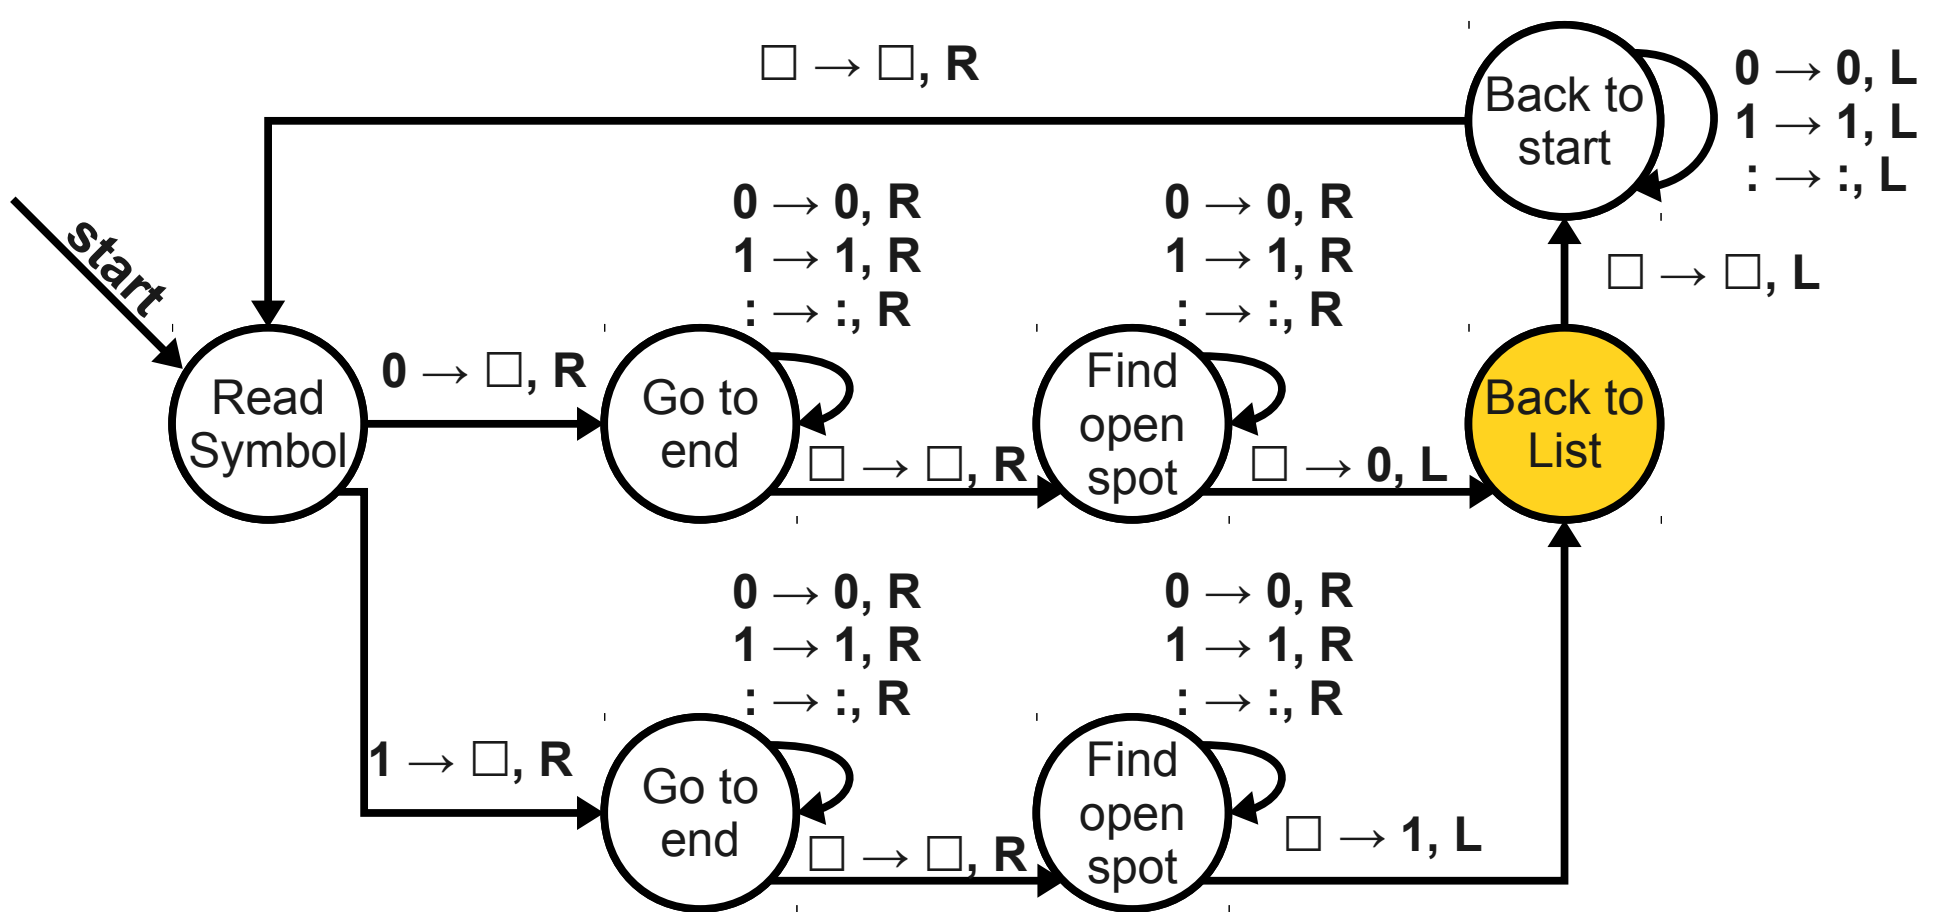 □ → □, R
Back to
start
0 → 0, L
1 → 1, L
: → :, L
start
0 → 0, R
1 → 1, R
: → :, R
0 → 0, R
1 → 1, R
: → :, R
□ → □, L
Read
Symbol
0 → □, R
Go to
end
□ → □, R
Find
open
spot
□ → 0, L
Back to
List
0 → 0, R
1 → 1, R
: → :, R
0 → 0, R
1 → 1, R
: → :, R
1 → □, R
Go to
end
□ → □, R
Find
open
spot
□ → 1, L